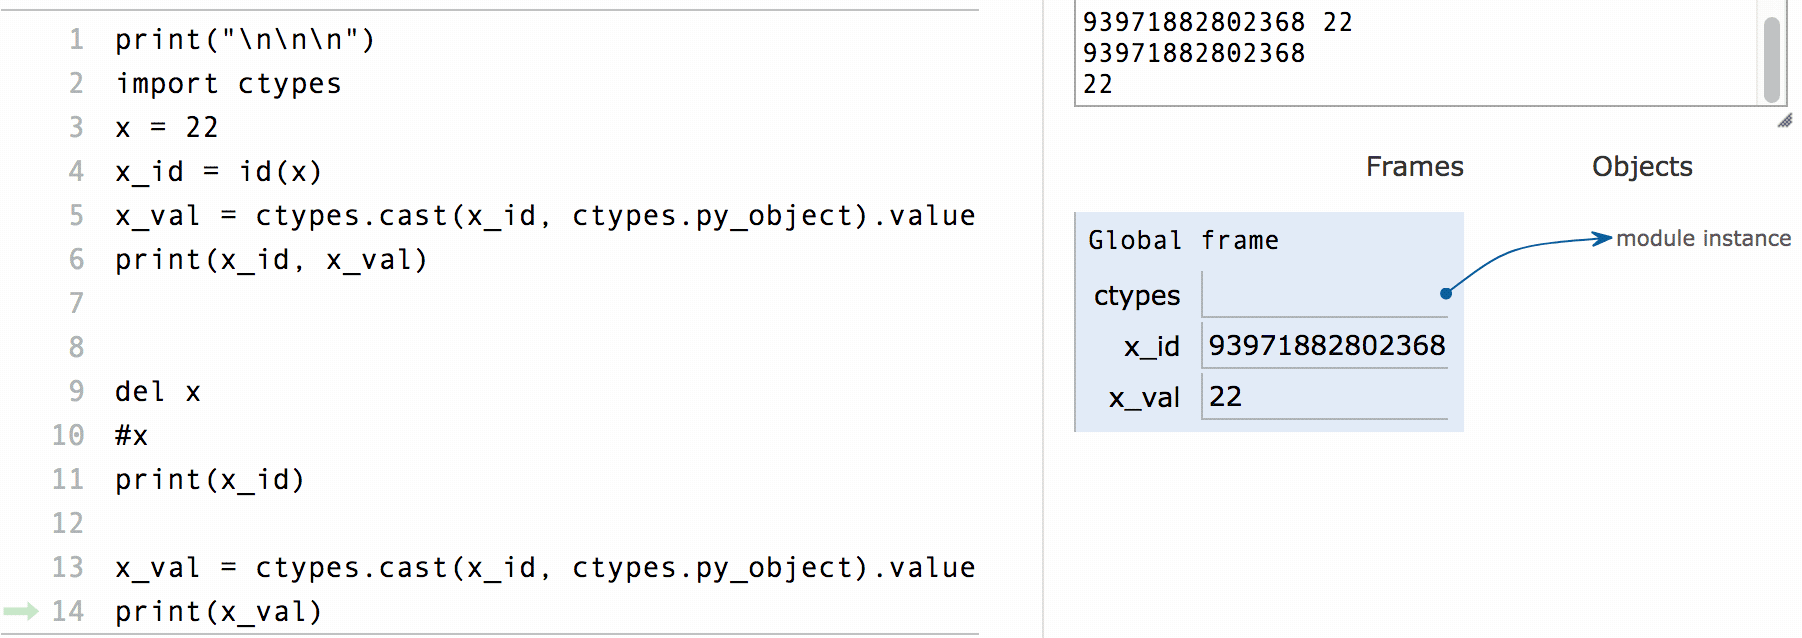 1 print("\n\n\n")
2 import ctypes
3 x = 22
4 x_id = id(x)
5 x_val = ctypes.cast(x_id, ctypes.py_object).value
6 print(x_id, x_val)
7
8
9 del x
10 #x
11 print(x_id)
12
13 x_val = ctypes.cast(x_id, ctypes.py_object).value
14 print(x_val)
93971882802368 22
93971882802368
22
Frames Objects
Global frame
module instance
ctypes
x_id 93971882802368
x_val 22